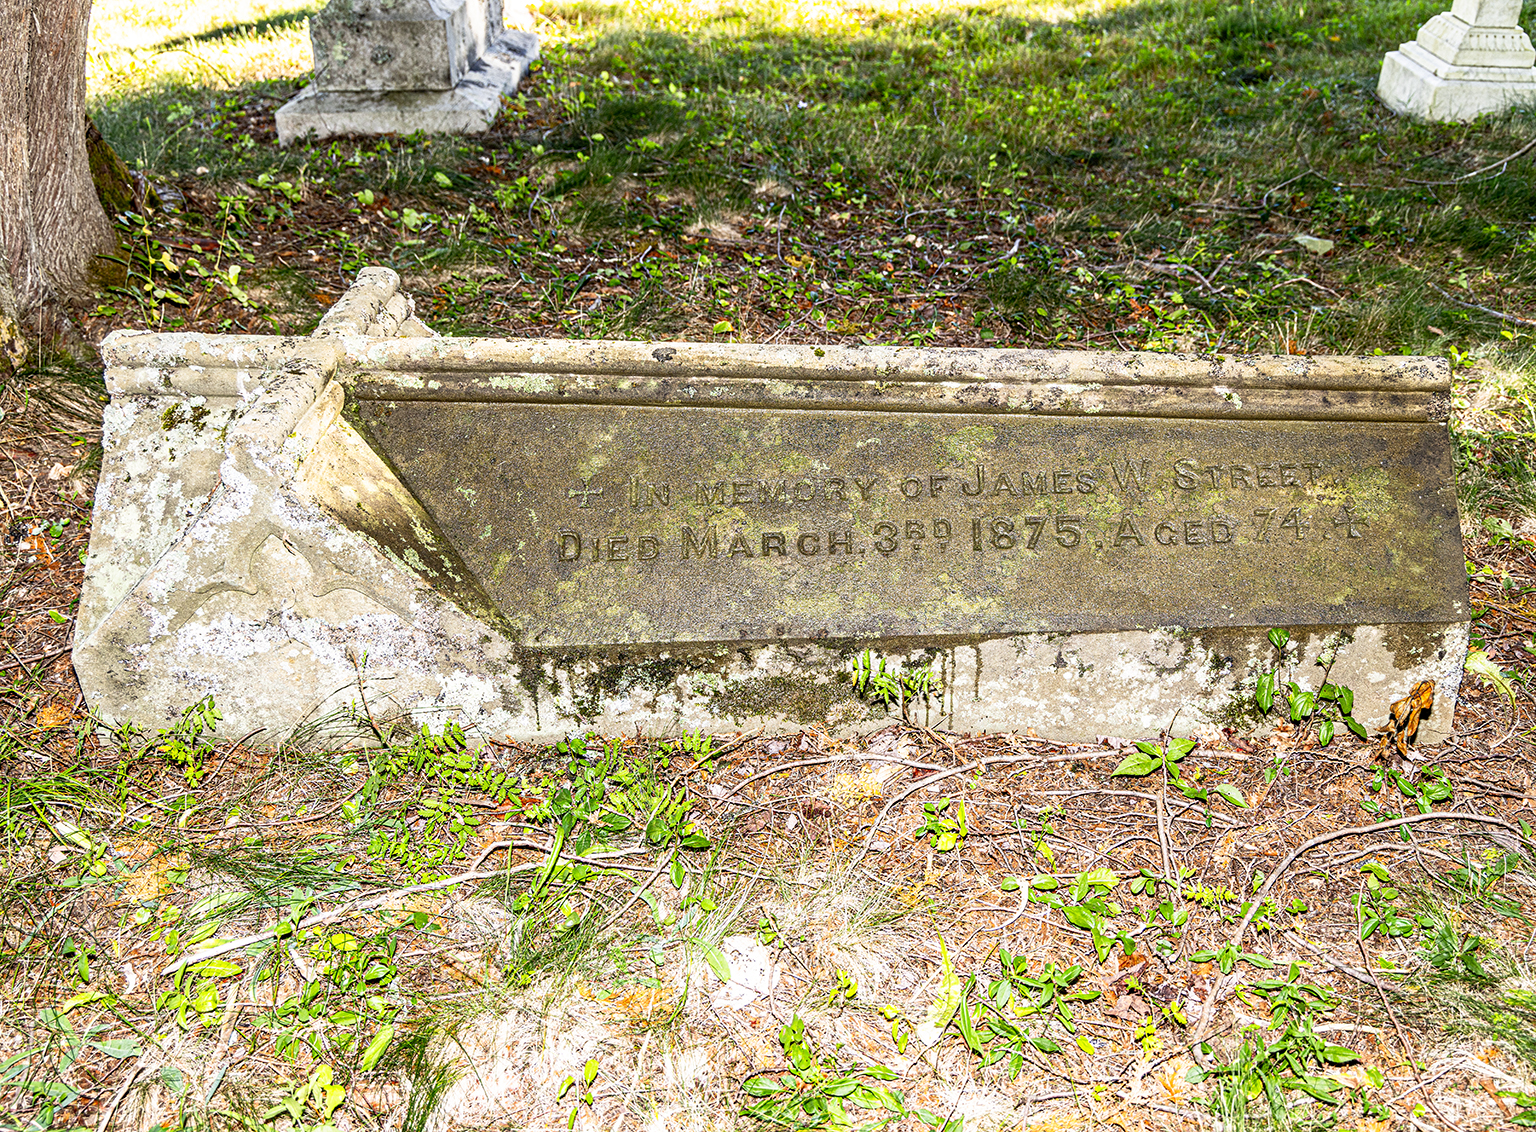 ✠ IN MEMORY OF JAMES W. STREET.
DIED MARCH. 3RD 1875. AGED 74. ✠